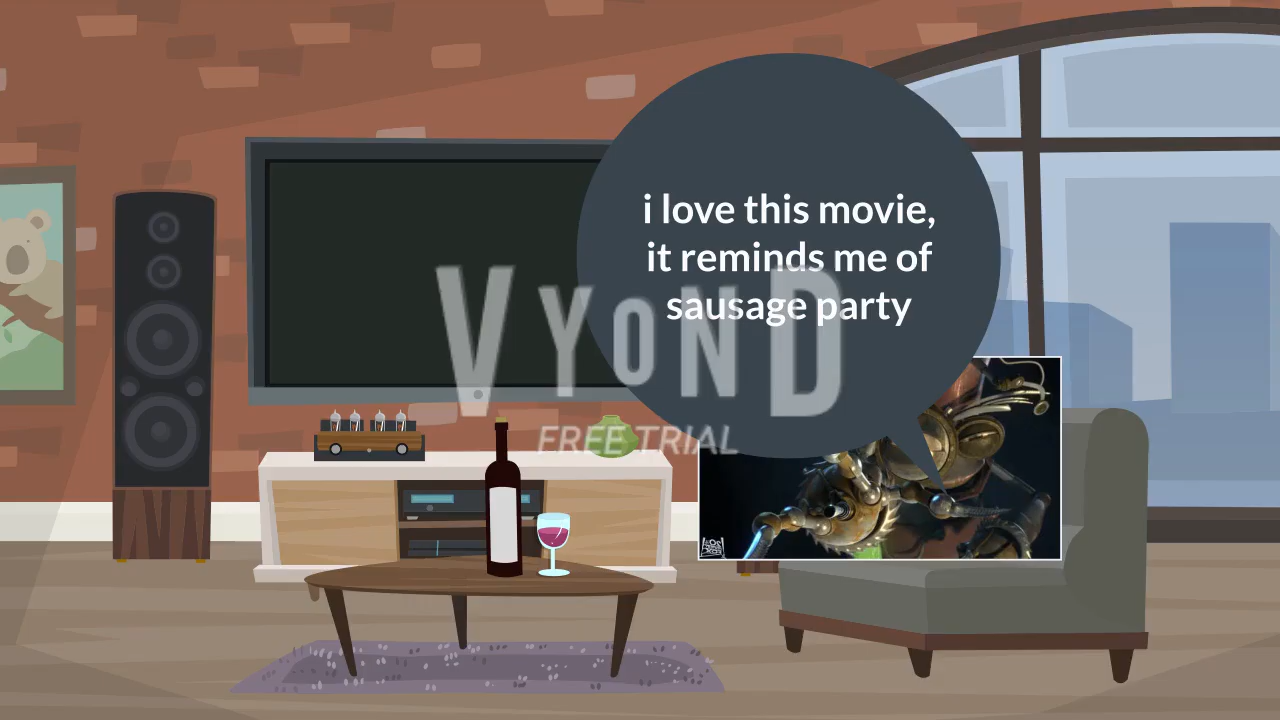 i love this movie,
it reminds me of
sausage party
VYOND
FREE TRIAL